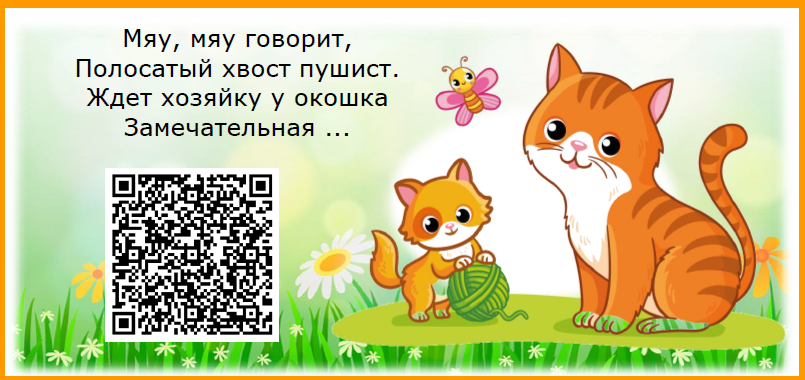 Мяу, мяу говорит,
Полосатый хвост пушист.
Ждет хозяйку у окошка
Замечательная ...